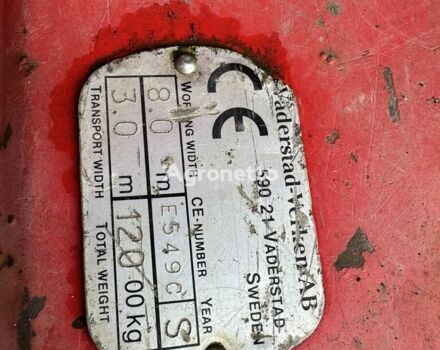 Väderstad-Verken AB
590 21 VÄDERSTAD
SWEDEN
CE
WORKING WIDTH CE-NUMBER YEAR
8.0 m E549C S
3.0 m 12000 kg
TRANSPORT WIDTH TOTAL WEIGHT
Agronetto